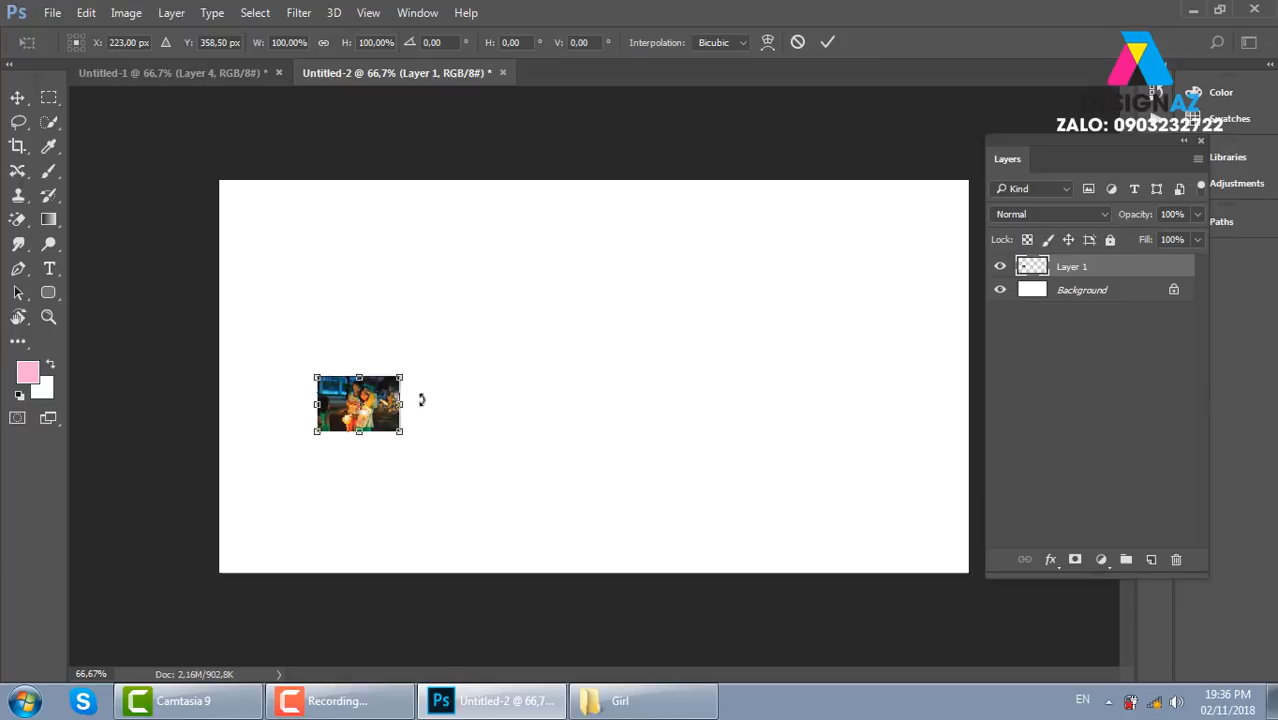 Ps File Edit Image Layer Type Select Filter 3D View Window Help
X: 223,00 px Y: 358,50 px W: 100,00% H: 100,00% 0,00 ° H: 0,00 ° V: 0,00 ° Interpolation: Bicubic
Untitled-1 @ 66,7% (Layer 4, RGB/8#) * × Untitled-2 @ 66,7% (Layer 1, RGB/8#) * ×
Color
ZALO: 0903232722
Swatches
Layers
Libraries
Kind
Adjustments
Normal Opacity: 100%
Paths
Lock: Fill: 100%
Layer 1
Background
fx
66,67% Doc: 2,16M/902,8K
Camtasia 9 Recording... Ps Untitled-2 @ 66,7... Girl
EN 19:36 PM
02/11/2018